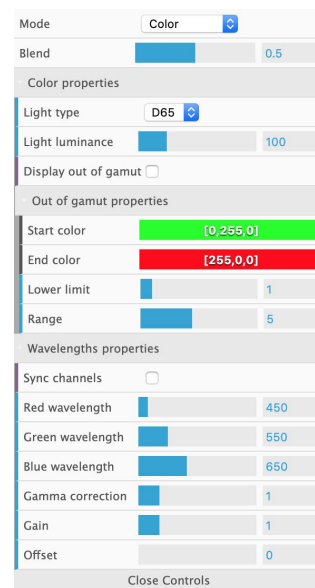 Mode Color
Blend 0.5
Color properties
Light type D65
Light luminance 100
Display out of gamut
Out of gamut properties
Start color [0,255,0]
End color [255,0,0]
Lower limit 1
Range 5
Wavelengths properties
Sync channels
Red wavelength 450
Green wavelength 550
Blue wavelength 650
Gamma correction 1
Gain 1
Offset 0
Close Controls